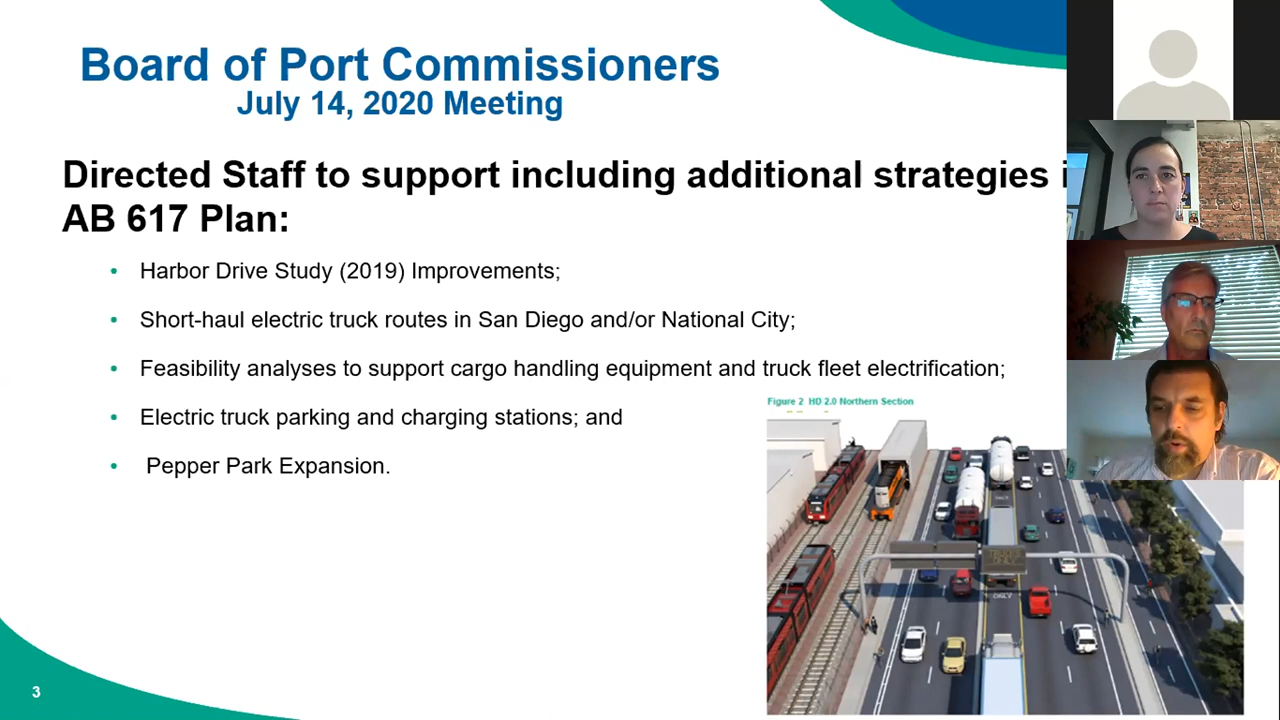 Board of Port Commissioners
July 14, 2020 Meeting
Directed Staff to support including additional strategies
AB 617 Plan:
• Harbor Drive Study (2019) Improvements;
• Short-haul electric truck routes in San Diego and/or National City;
• Feasibility analyses to support cargo handling equipment and truck fleet electrification;
• Electric truck parking and charging stations; and
• Pepper Park Expansion.
Figure 2 HD 2.0 Northern Section
TRUCKS
ONLY
ONLY
3